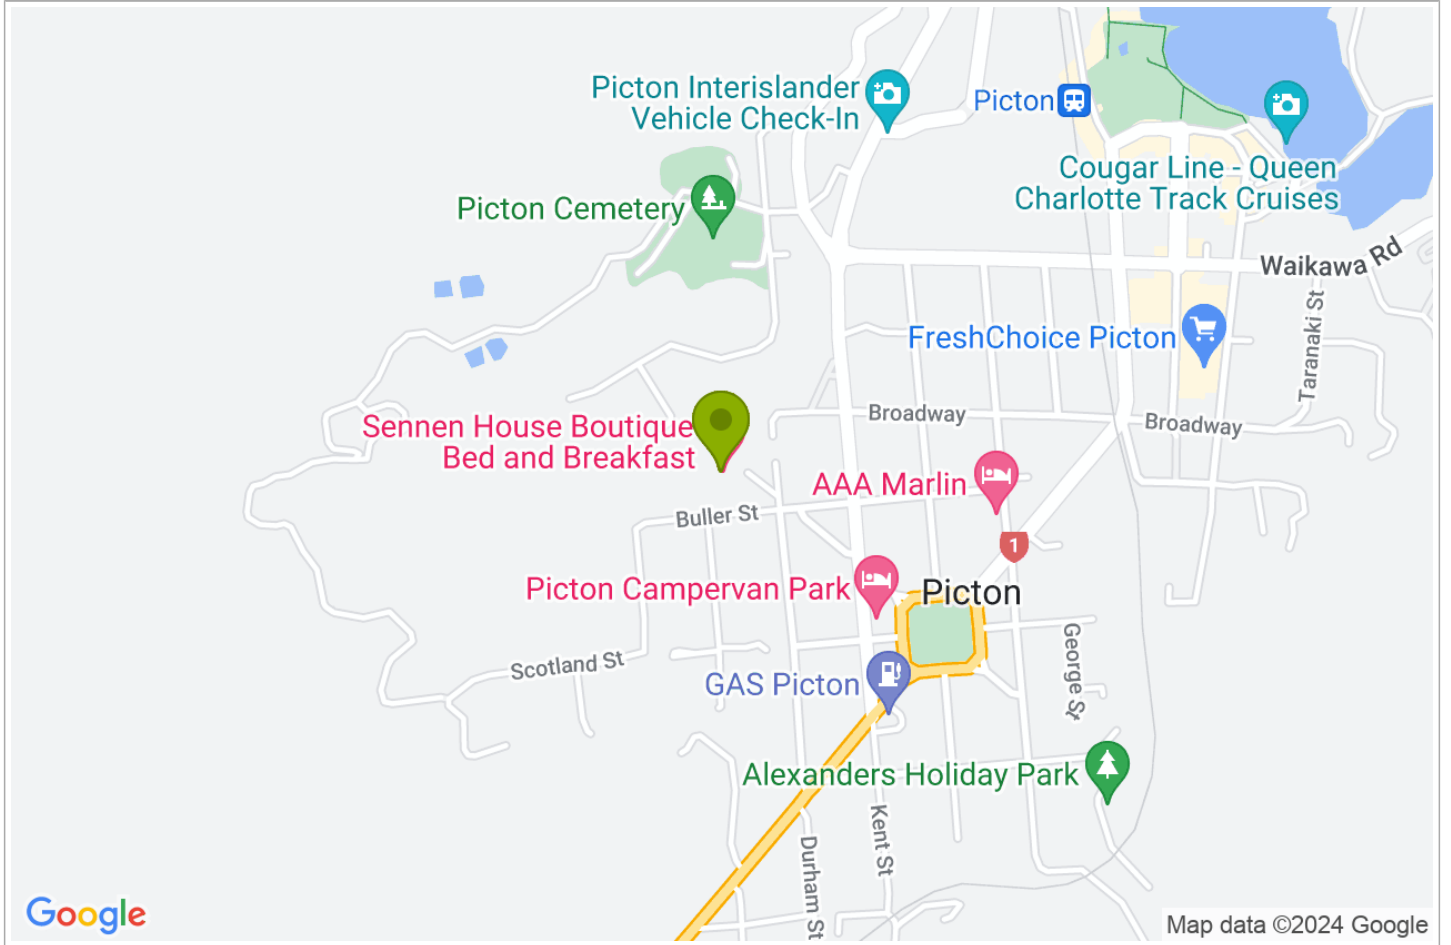 Picton Interislander
Vehicle Check-In
Picton
Cougar Line - Queen
Charlotte Track Cruises
Picton Cemetery
Waikawa Rd
Taranaki St
FreshChoice Picton
Broadway
Broadway
Sennen House Boutique
Bed and Breakfast
AAA Marlin
Buller St
1
Picton Campervan Park
Picton
George St
Scotland St
GAS Picton
Alexanders Holiday Park
Kent St
Durham St
Google
Map data ©2024 Google